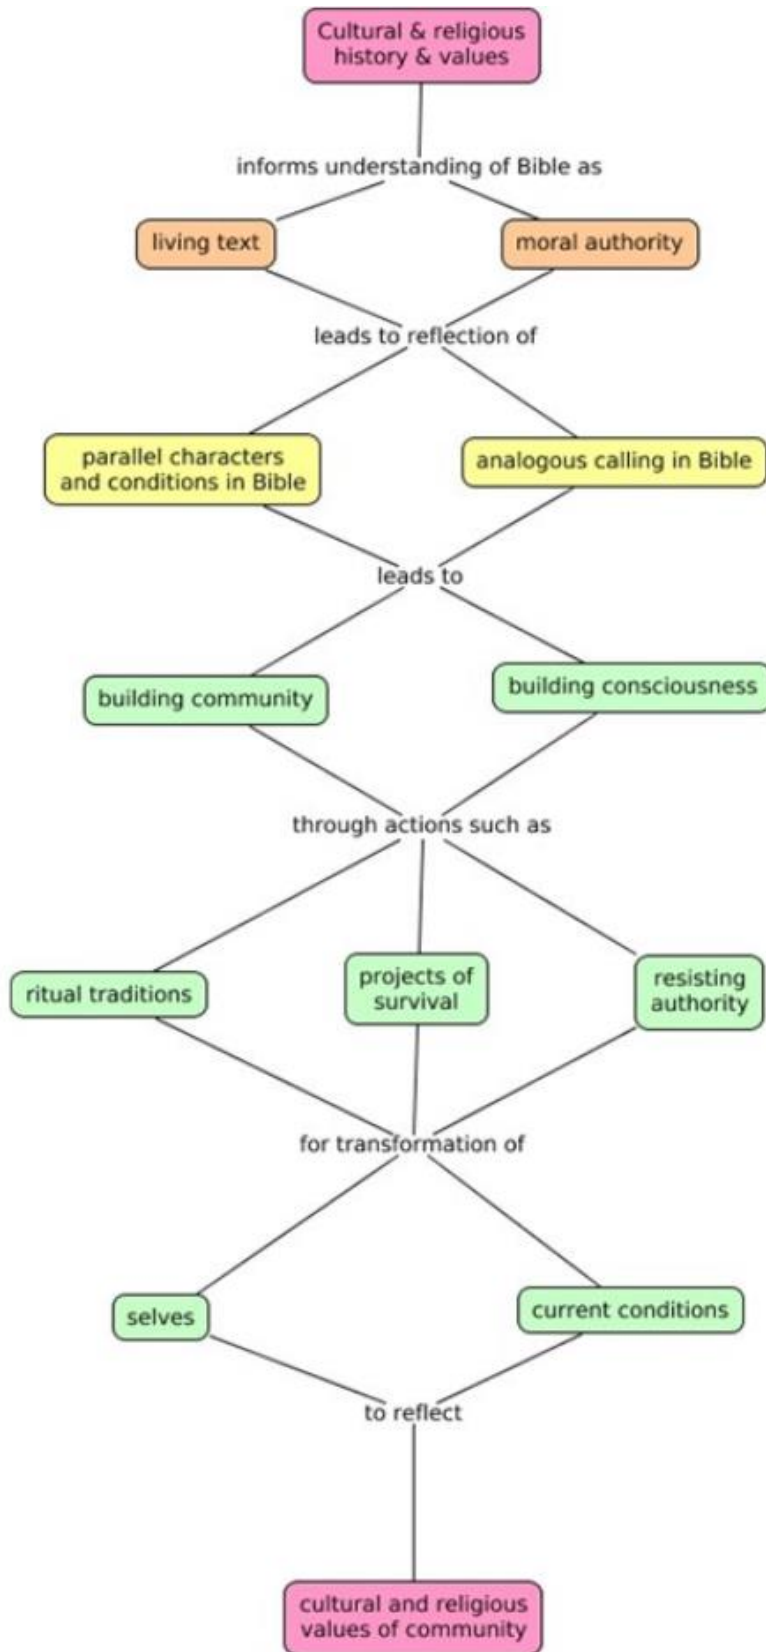 Cultural & religious
history & values
informs understanding of Bible as
living text
moral authority
leads to reflection of
parallel characters
and conditions in Bible
analogous calling in Bible
leads to
building community
building consciousness
through actions such as
ritual traditions
projects of
survival
resisting
authority
for transformation of
selves
current conditions
to reflect
cultural and religious
values of community